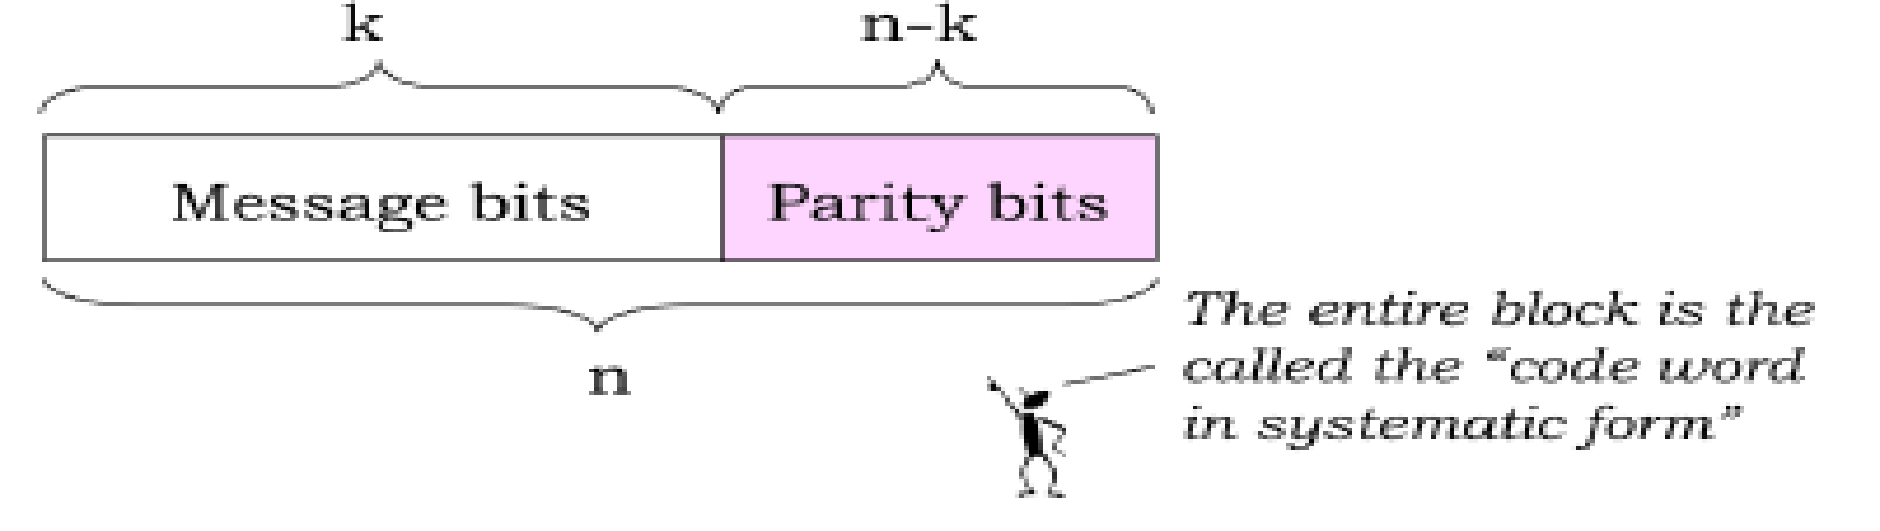 k
n-k
Message bits
Parity bits
n
The entire block is the
called the “code word
in systematic form”